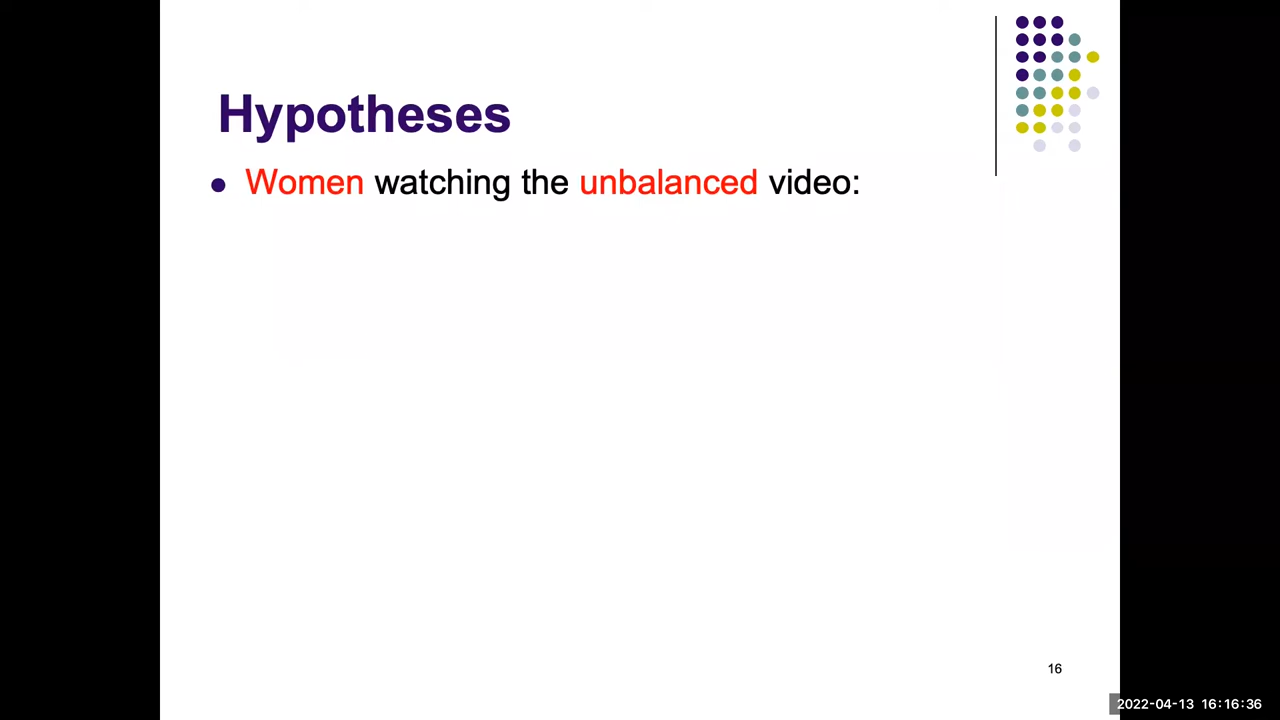 Hypotheses
Women watching the unbalanced video:
16
2022-04-13 16:16:36